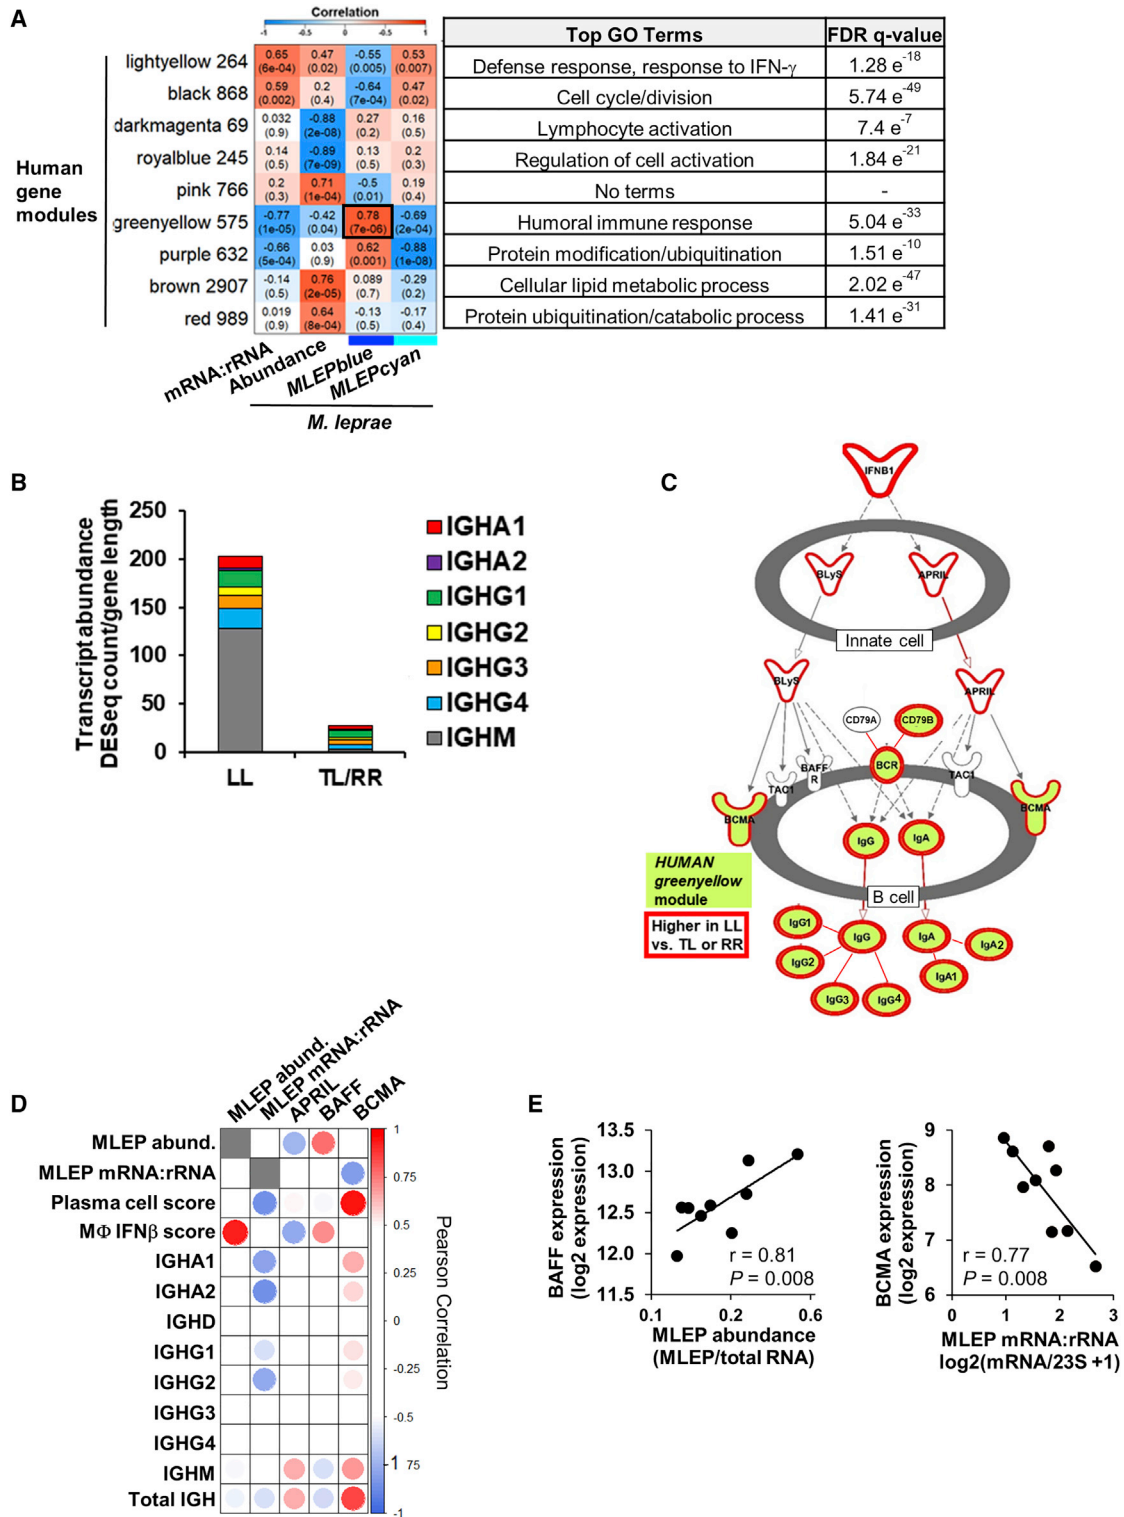 A
Correlation
-1 -0.5 0 0.5 1
Top GO Terms FDR q-value
Human
gene
modules
lightyellow 264 0.65 0.47 -0.55 0.53
(6e-04) (0.02) (0.005) (0.007)
Defense response, response to IFN-γ 1.28 e-18
black 868 0.59 0.2 -0.64 0.47
(0.002) (0.4) (7e-04) (0.02)
Cell cycle/division 5.74 e-49
darkmagenta 69 0.032 -0.88 0.27 0.16
(0.9) (2e-08) (0.2) (0.5)
Lymphocyte activation 7.4 e-7
royalblue 245 0.14 -0.89 0.13 0.2
(0.5) (7e-09) (0.5) (0.3)
Regulation of cell activation 1.84 e-21
pink 766 0.2 0.71 -0.5 0.19
(0.3) (1e-04) (0.01) (0.4)
No terms -
greenyellow 575 -0.77 -0.42 0.78 -0.69
(1e-05) (0.04) (7e-06) (2e-04)
Humoral immune response 5.04 e-33
purple 632 -0.66 0.03 0.62 -0.88
(5e-04) (0.9) (0.001) (1e-08)
Protein modification/ubiquitination 1.51 e-10
brown 2907 -0.14 0.76 0.089 -0.29
(0.5) (2e-05) (0.7) (0.2)
Cellular lipid metabolic process 2.02 e-47
red 989 0.019 0.64 -0.13 -0.17
(0.9) (8e-04) (0.5) (0.4)
Protein ubiquitination/catabolic process 1.41 e-31
mRNA:rRNA
Abundance
MLEPblue
MLEPcyan
M. leprae
B
Transcript abundance
DESeq count/gene length
250
200
150
100
50
0
LL TL/RR
IGHA1
IGHA2
IGHG1
IGHG2
IGHG3
IGHG4
IGHM
C
IFNB1
BLyS APRIL
Innate cell
BLyS APRIL
CD79A CD79B
BCR
BAFF
R
TAC1 TAC1
BCMA BCMA
IgG IgA
B cell
HUMAN
greenyellow
module
Higher in LL
vs. TL or RR
IgG1 IgG IgA IgA2
IgG2 IgA1
IgG3 IgG4
D
MLEP abund.
MLEP mRNA:rRNA
APRIL
BAFF
BCMA
MLEP abund.
MLEP mRNA:rRNA
Plasma cell score
MΦ IFNβ score
IGHA1
IGHA2
IGHD
IGHG1
IGHG2
IGHG3
IGHG4
IGHM
Total IGH
1
0.75
0.5
0.25
0
-0.25
-0.5
1 75
-1
Pearson Correlation
E
BAFF expression
(log2 expression)
13.5
13.0
12.5
12.0
11.5
r = 0.81
P = 0.008
0.1 0.2 0.6
MLEP abundance
(MLEP/total RNA)
BCMA expression
(log2 expression)
9
8
7
6
r = 0.77
P = 0.008
0 1 2 3
MLEP mRNA:rRNA
log2(mRNA/23S +1)